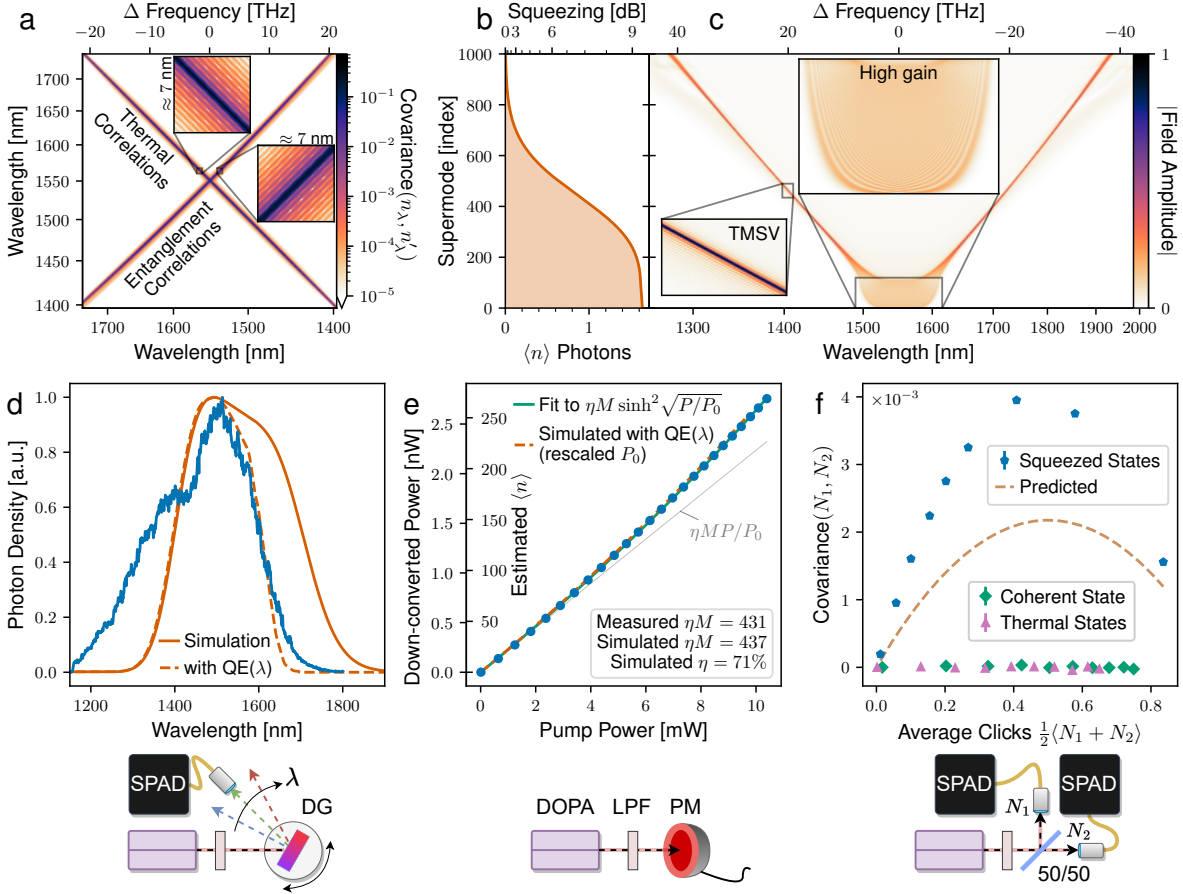 a
Δ Frequency [THz]
−20
−10
0
10
20
1700
1650
1600
1550
1500
1450
1400
Wavelength [nm]
≈ 7 nm
≈ 7 nm
Thermal
Correlations
Entanglement
Correlations
1700
1600
1500
1400
Wavelength [nm]
10⁻¹
10⁻²
10⁻³
10⁻⁴
10⁻⁵
Covariance(n_λ, n′_λ)
b
Squeezing [dB]
0 3 6 9
1000
800
600
400
200
0
Supermode [index]
0
1
⟨n⟩ Photons
c
Δ Frequency [THz]
40
20
0
−20
−40
High gain
TMSV
1300
1400
1500
1600
1700
1800
1900
2000
Wavelength [nm]
1
0
|Field Amplitude|
d
1.0
0.8
0.6
0.4
0.2
0.0
Photon Density [a.u.]
Simulation
with QE(λ)
1200
1400
1600
1800
Wavelength [nm]
SPAD
λ
DG
e
2.5
2.0
1.5
1.0
0.5
0.0
Down-converted Power [nW]
250
200
150
100
50
Estimated ⟨n⟩
Fit to ηM sinh² √P/P₀
Simulated with QE(λ)
(rescaled P₀)
ηMP/P₀
Measured ηM = 431
Simulated ηM = 437
Simulated η = 71%
0
2
4
6
8
10
Pump Power [mW]
DOPA
LPF
PM
f
×10⁻³
4
3
2
1
0
Covariance(N₁, N₂)
Squeezed States
Predicted
Coherent State
Thermal States
0.0
0.2
0.4
0.6
0.8
Average Clicks ½⟨N₁ + N₂⟩
SPAD
SPAD
N₁
N₂
50/50